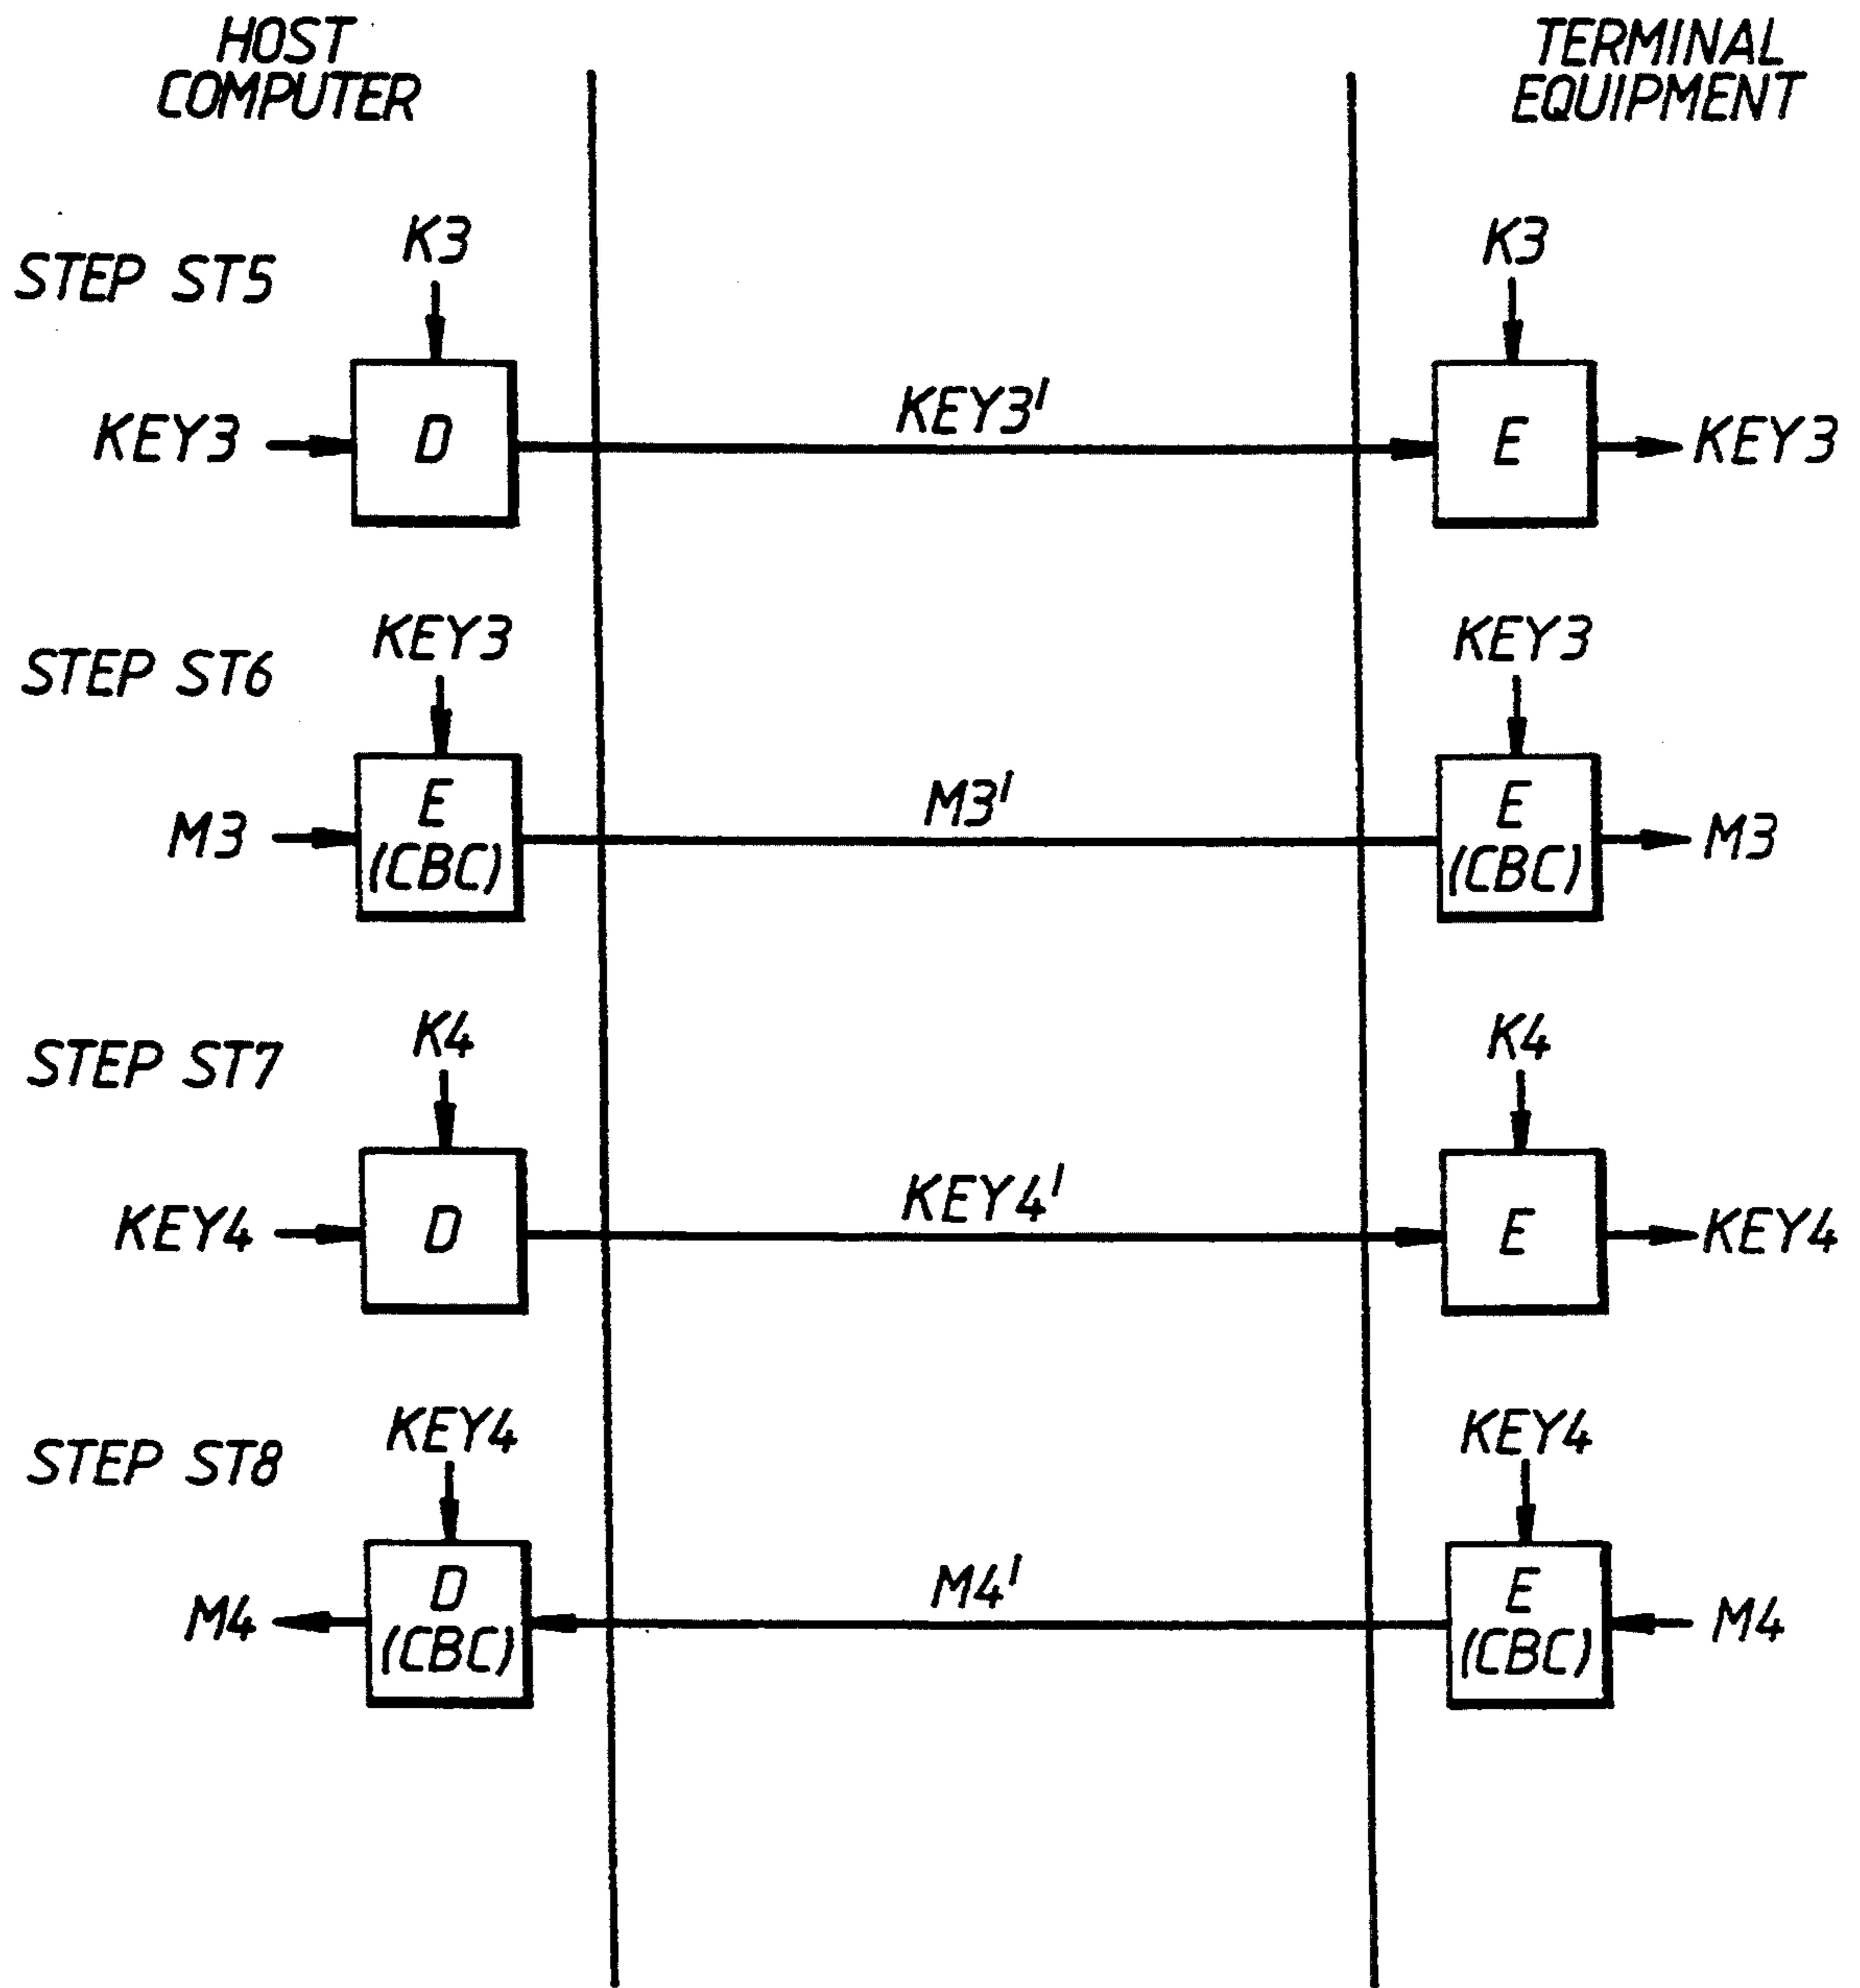 HOST
COMPUTER
TERMINAL
EQUIPMENT
STEP ST5
K3
K3
KEY3
D
KEY3'
E
KEY3
STEP ST6
KEY3
KEY3
M3
E
(CBC)
M3'
E
(CBC)
M3
STEP ST7
K4
K4
KEY4
D
KEY4'
E
KEY4
STEP ST8
KEY4
KEY4
M4
D
(CBC)
M4'
E
(CBC)
M4